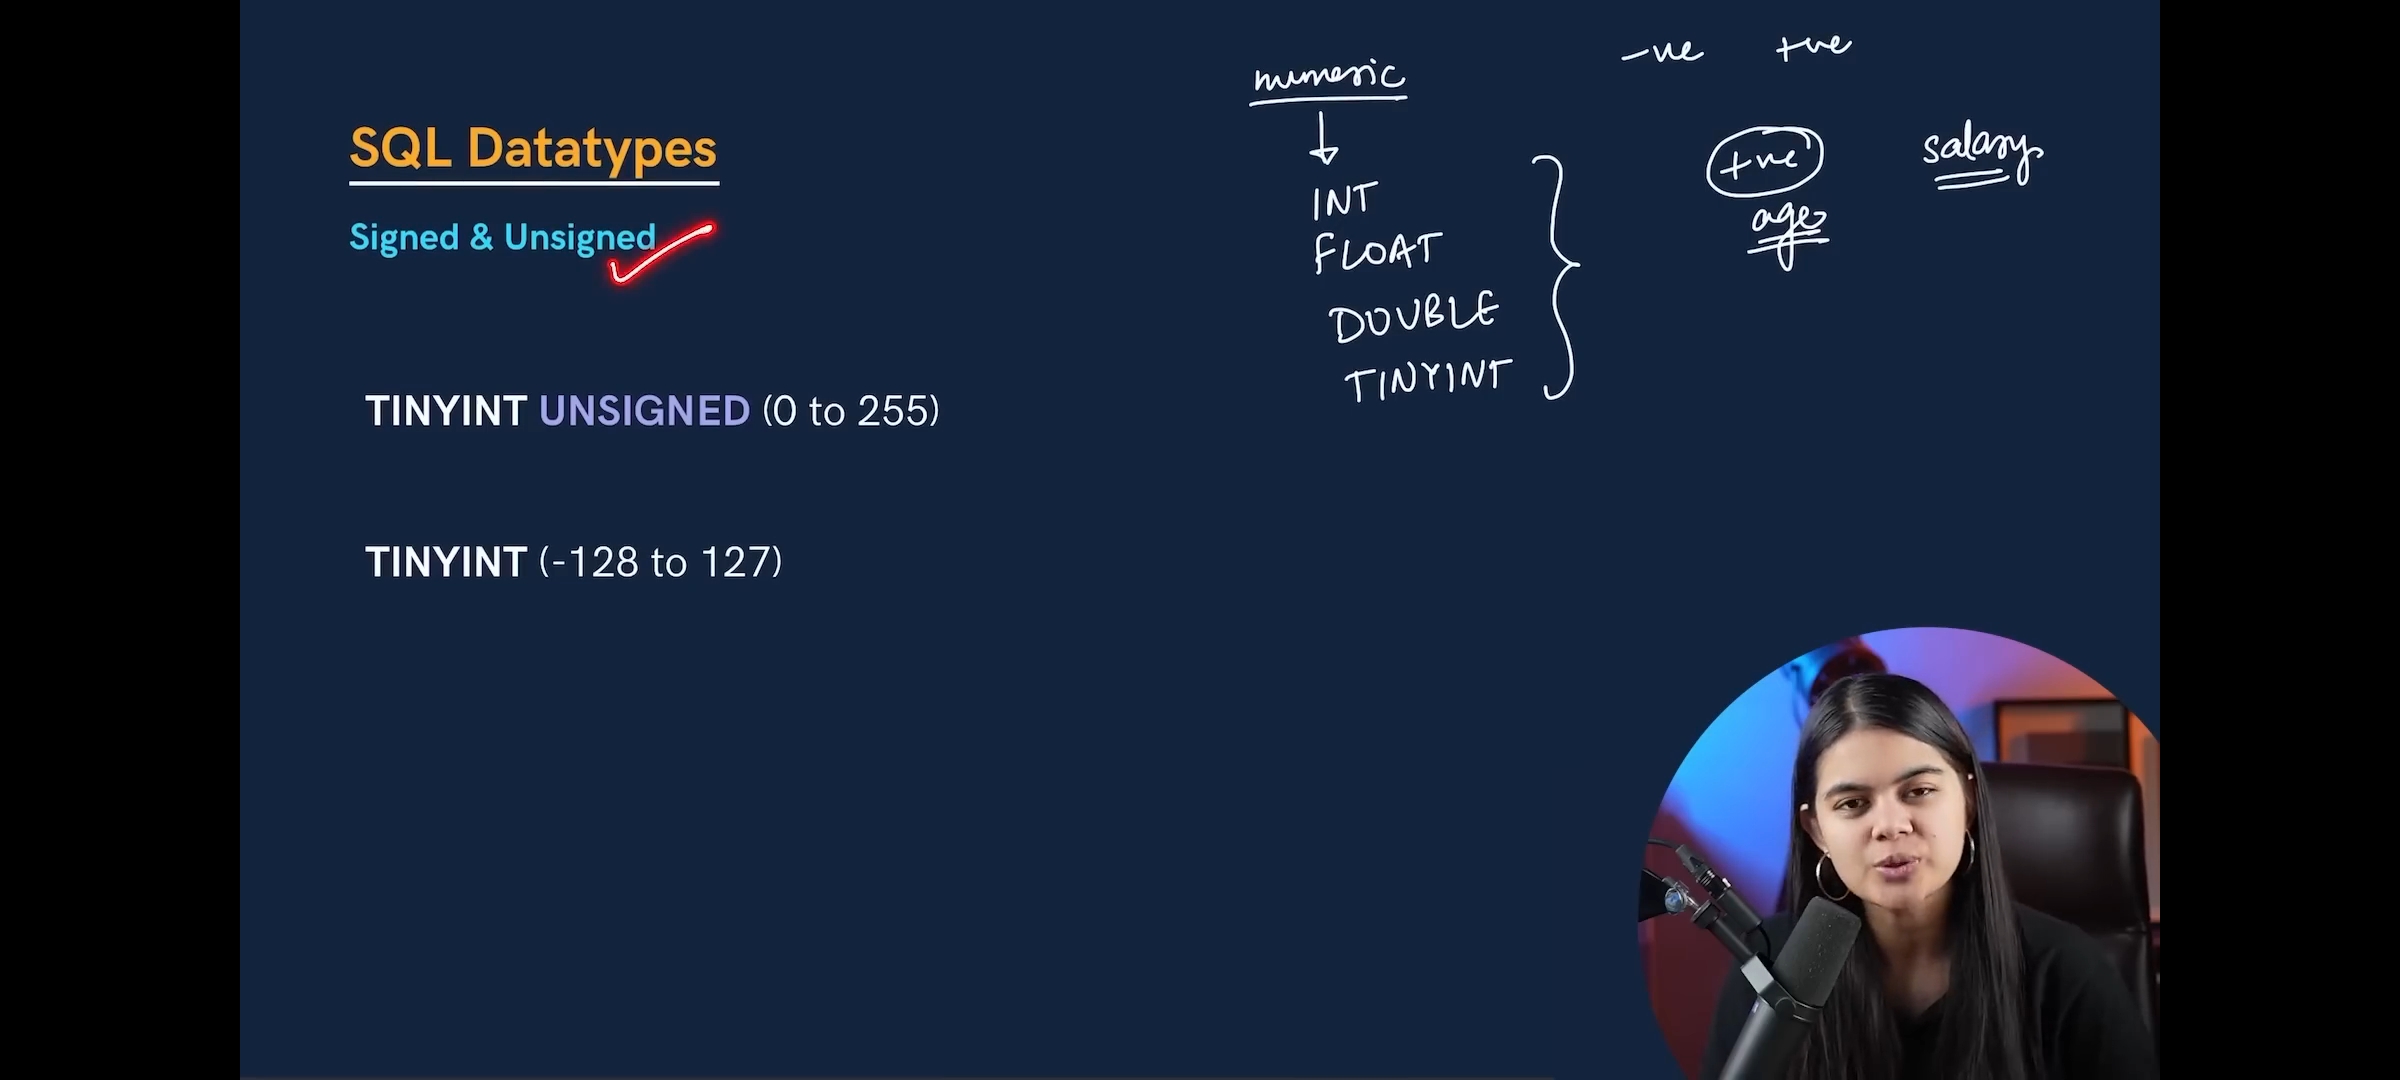 SQL Datatypes
Signed & Unsigned
TINYINT UNSIGNED (0 to 255)
TINYINT (-128 to 127)
numeric
INT
FLOAT
DOUBLE
TINYINT
-ve +ve
+ve
age
salary